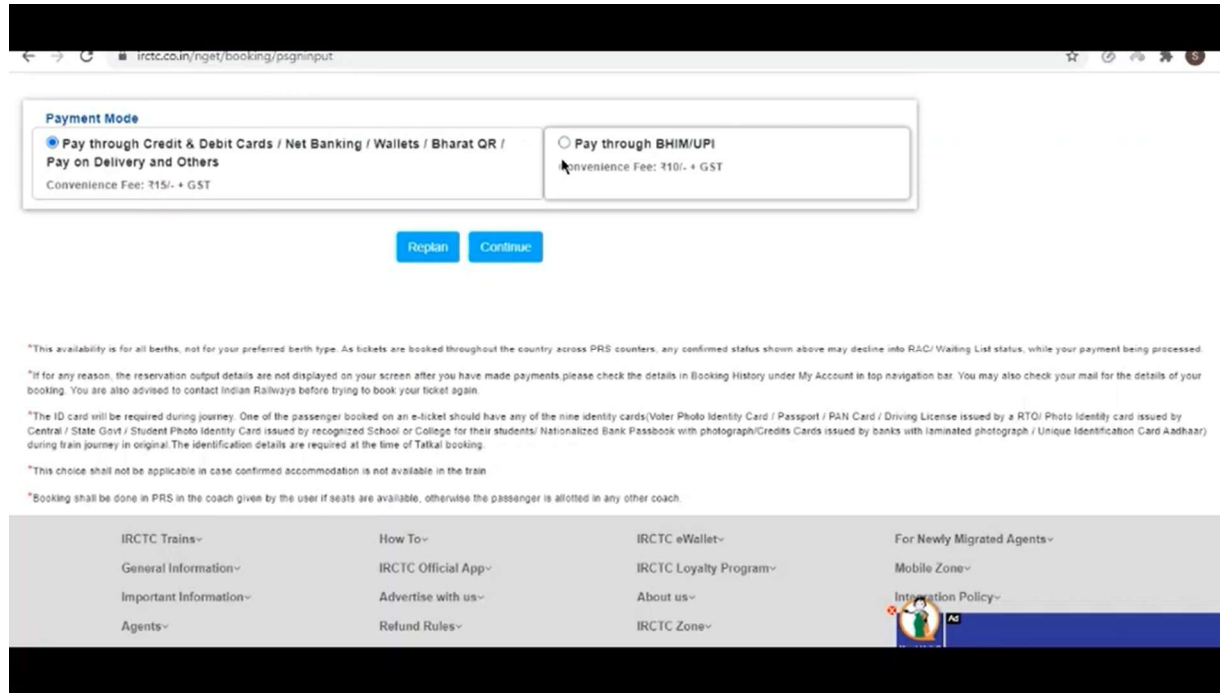 irctc.co.in/nget/booking/psgninput
S
Payment Mode
Pay through Credit & Debit Cards / Net Banking / Wallets / Bharat QR /
Pay on Delivery and Others
Convenience Fee: ₹15/- + GST
Pay through BHIM/UPI
Convenience Fee: ₹10/- + GST
Replan
Continue
*This availability is for all berths, not for your preferred berth type. As tickets are booked throughout the country across PRS counters, any confirmed status shown above may decline into RAC/ Waiting List status, while your payment being processed.
*If for any reason, the reservation output details are not displayed on your screen after you have made payments,please check the details in Booking History under My Account in top navigation bar. You may also check your mail for the details of your
booking. You are also advised to contact Indian Railways before trying to book your ticket again.
*The ID card will be required during journey. One of the passenger booked on an e-ticket should have any of the nine identity cards(Voter Photo Identity Card / Passport / PAN Card / Driving License issued by a RTO/ Photo Identity card issued by
Central / State Govt / Student Photo Identity Card issued by recognized School or College for their students/ Nationalized Bank Passbook with photograph/Credits Cards issued by banks with laminated photograph / Unique Identification Card Aadhaar)
during train journey in original.The identification details are required at the time of Tatkal booking.
*This choice shall not be applicable in case confirmed accommodation is not available in the train
*Booking shall be done in PRS in the coach given by the user if seats are available, otherwise the passenger is allotted in any other coach.
IRCTC Trains
How To
IRCTC eWallet
For Newly Migrated Agents
General Information
IRCTC Official App
IRCTC Loyalty Program
Mobile Zone
Important Information
Advertise with us
About us
Integration Policy
Agents
Refund Rules
IRCTC Zone
Ad